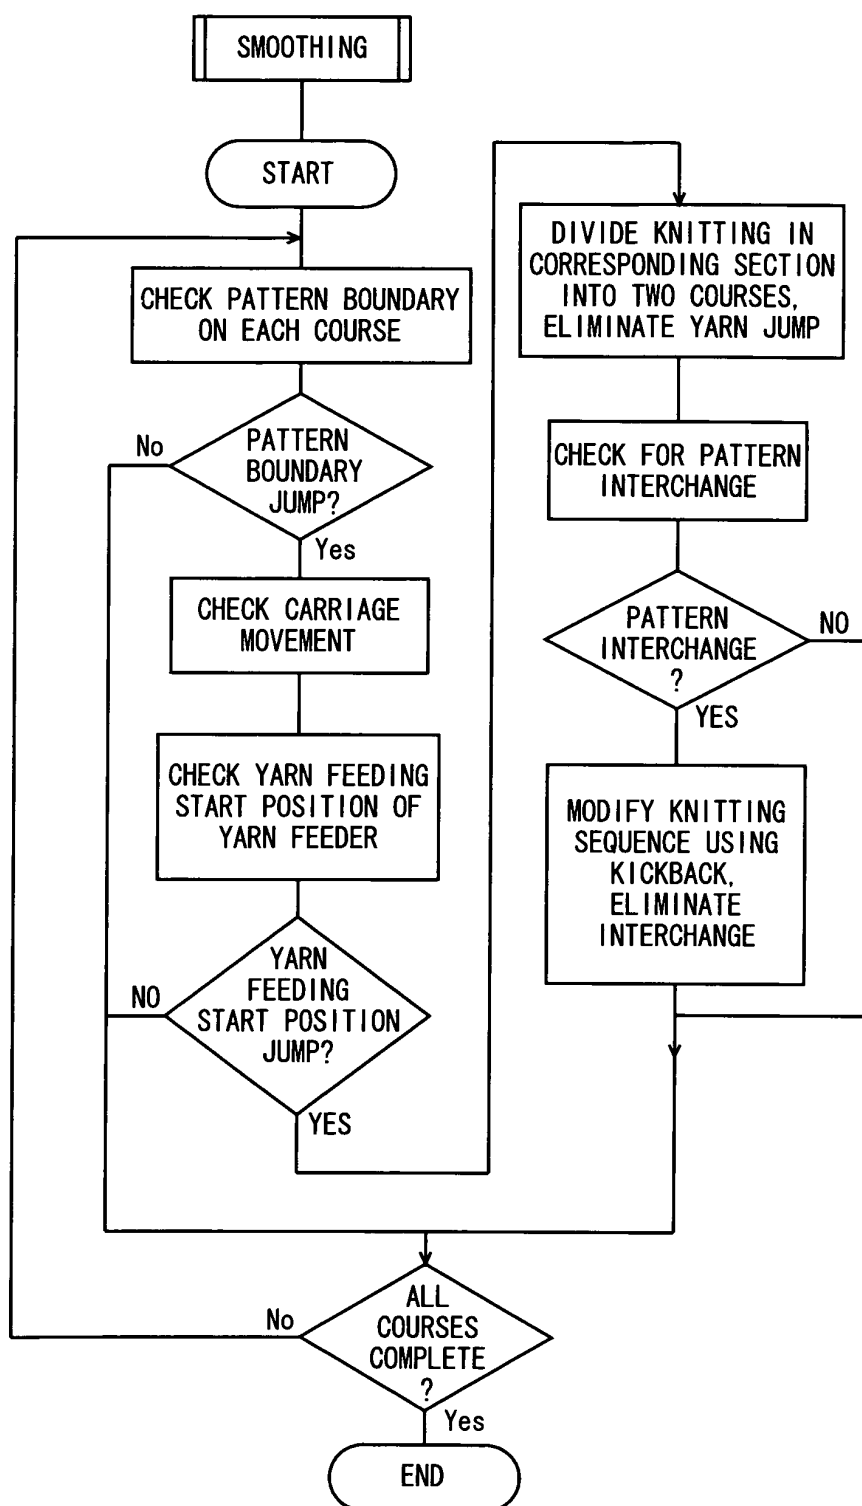 SMOOTHING
START
CHECK PATTERN BOUNDARY
ON EACH COURSE
No
PATTERN
BOUNDARY
JUMP?
Yes
CHECK CARRIAGE
MOVEMENT
CHECK YARN FEEDING
START POSITION OF
YARN FEEDER
NO
YARN
FEEDING
START POSITION
JUMP?
YES
DIVIDE KNITTING IN
CORRESPONDING SECTION
INTO TWO COURSES,
ELIMINATE YARN JUMP
CHECK FOR PATTERN
INTERCHANGE
PATTERN
INTERCHANGE
?
NO
YES
MODIFY KNITTING
SEQUENCE USING
KICKBACK,
ELIMINATE
INTERCHANGE
No
ALL
COURSES
COMPLETE
?
Yes
END